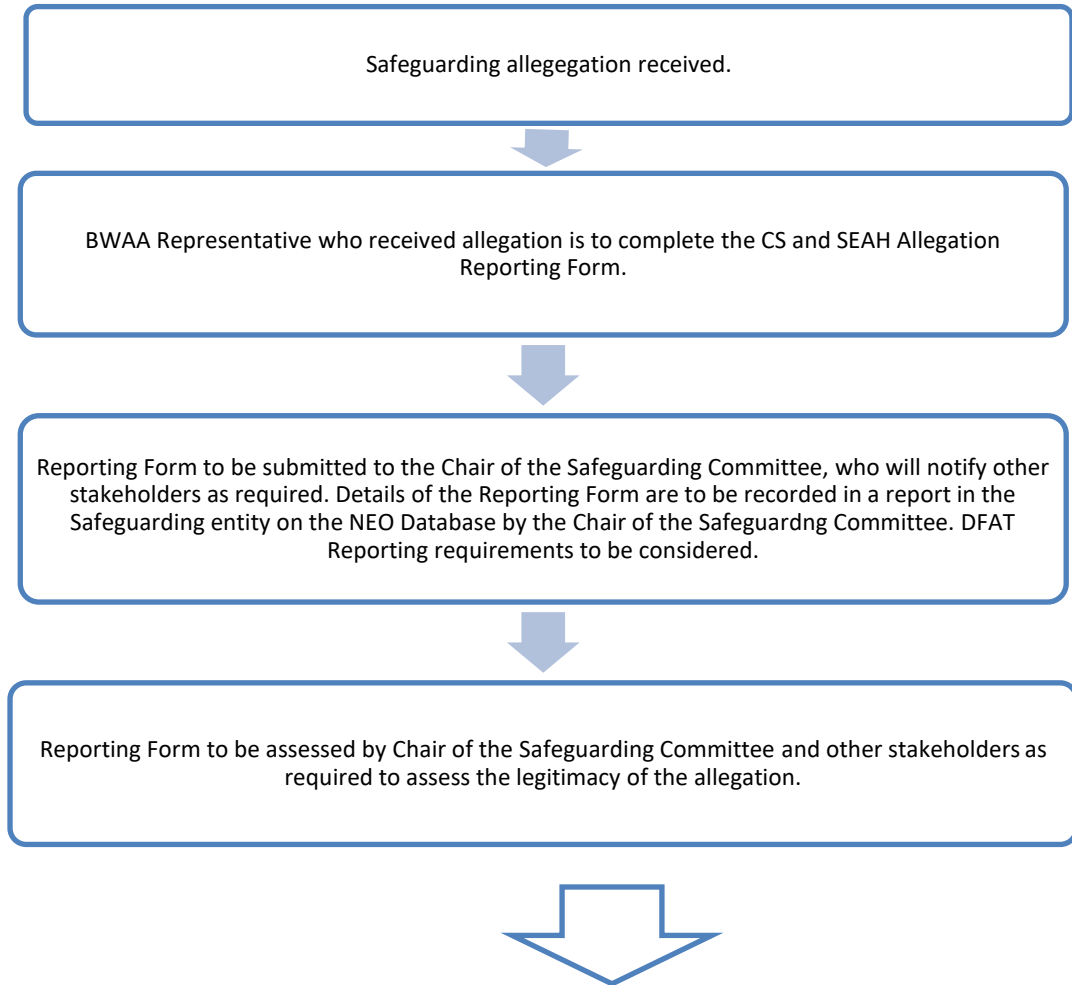 Safeguarding allegegation received.
BWAA Representative who received allegation is to complete the CS and SEAH Allegation
Reporting Form.
Reporting Form to be submitted to the Chair of the Safeguarding Committee, who will notify other
stakeholders as required. Details of the Reporting Form are to be recorded in a report in the
Safeguarding entity on the NEO Database by the Chair of the Safeguardng Committee. DFAT
Reporting requirements to be considered.
Reporting Form to be assessed by Chair of the Safeguarding Committee and other stakeholders as
required to assess the legitimacy of the allegation.